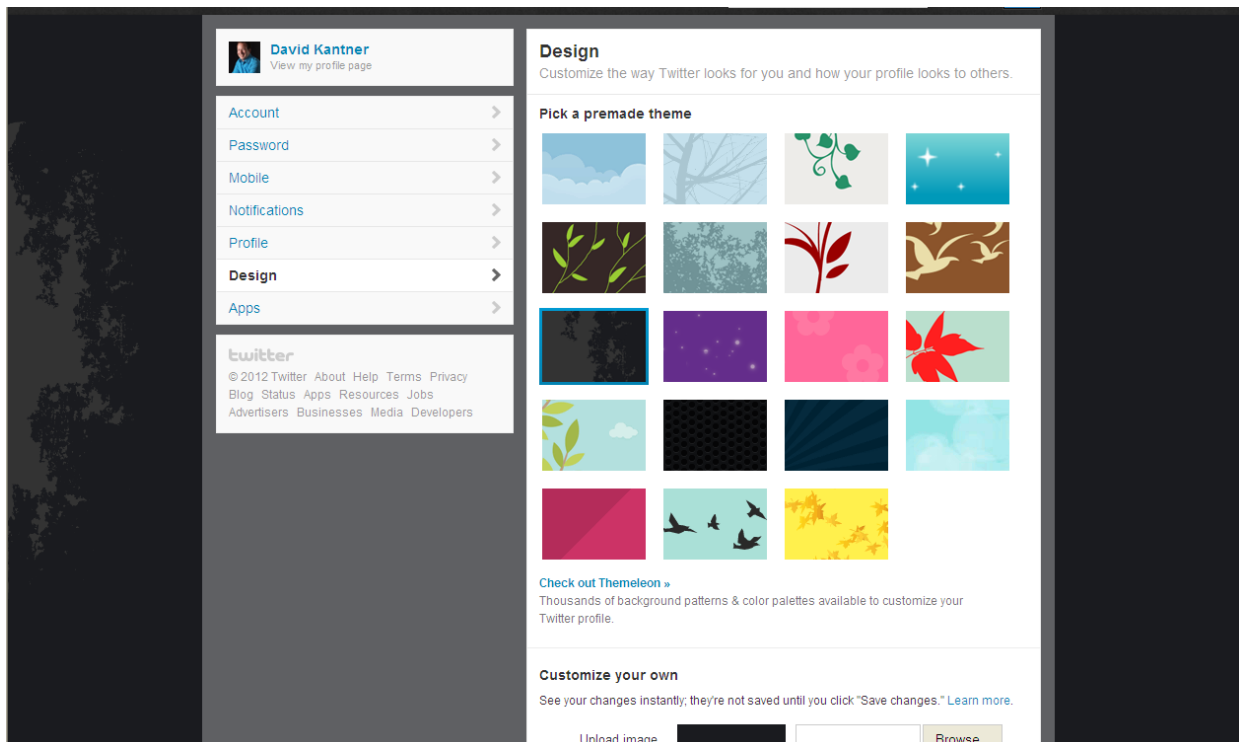 David Kantner
View my profile page
Account
Password
Mobile
Notifications
Profile
Design
Apps
twitter
© 2012 Twitter About Help Terms Privacy
Blog Status Apps Resources Jobs
Advertisers Businesses Media Developers
Design
Customize the way Twitter looks for you and how your profile looks to others.
Pick a premade theme
Check out Themeleon »
Thousands of background patterns & color palettes available to customize your
Twitter profile.
Customize your own
See your changes instantly; they're not saved until you click "Save changes." Learn more.
Upload image
Browse...